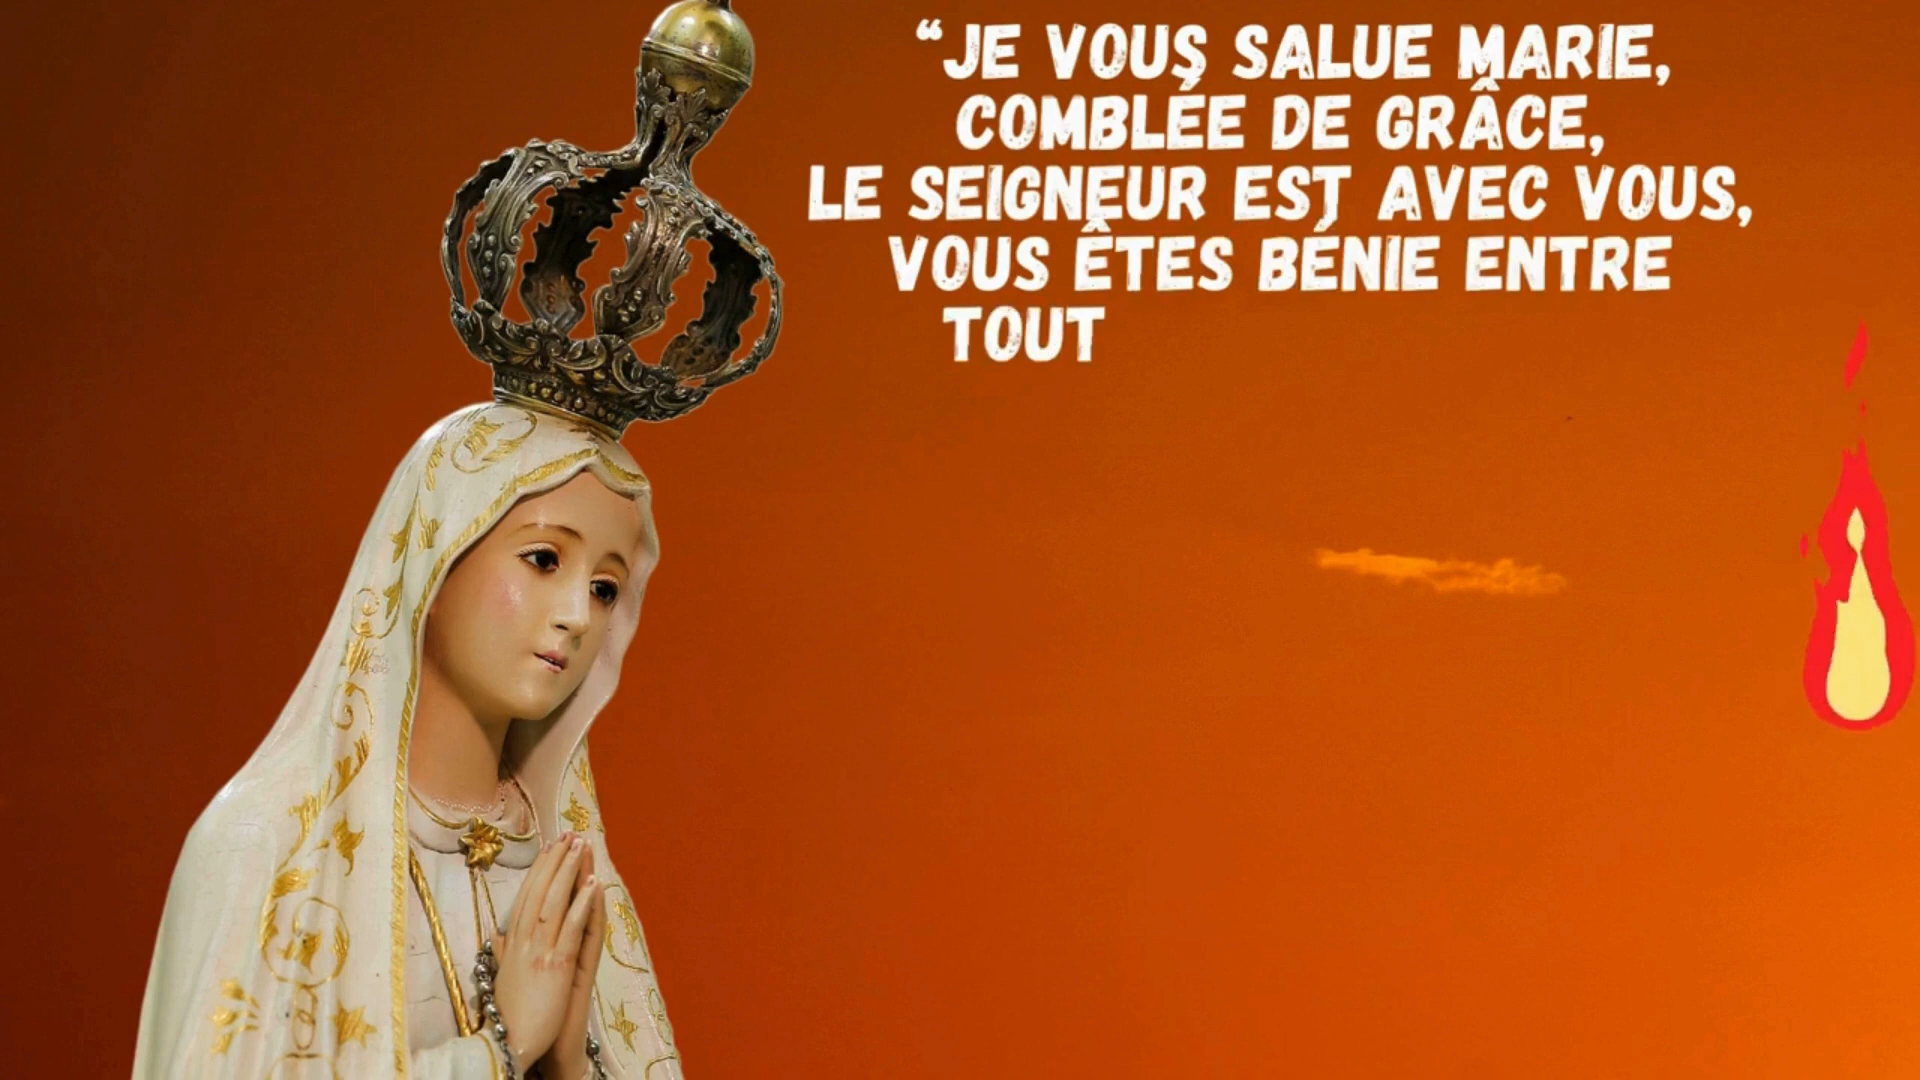 “JE VOUS SALUE MARIE,
COMBLÉE DE GRÂCE,
LE SEIGNEUR EST AVEC VOUS,
VOUS ÊTES BÉNIE ENTRE
TOUT